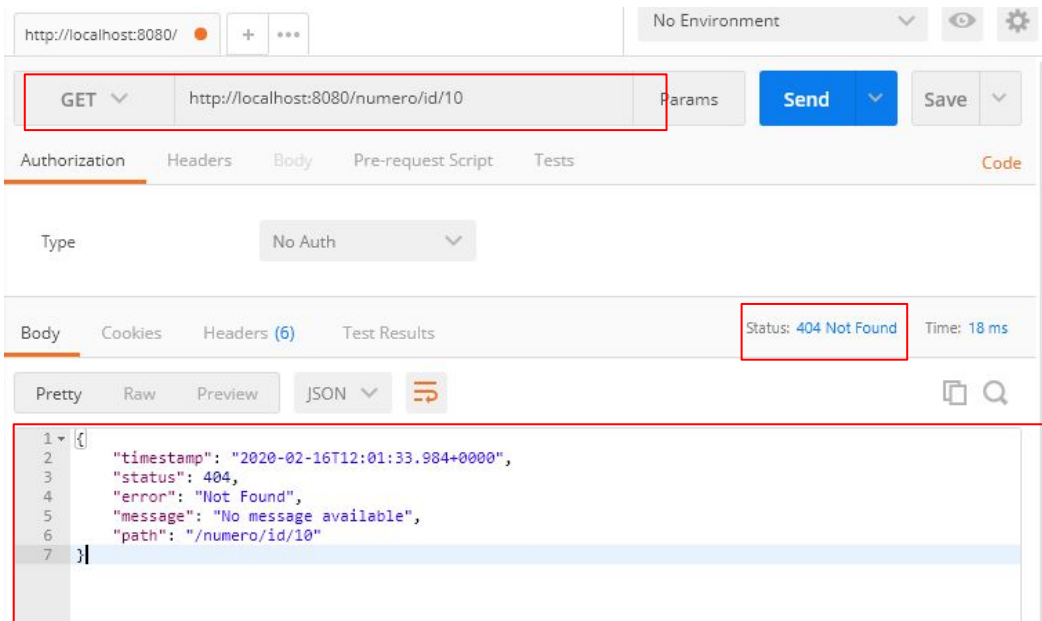 http://localhost:8080/ + No Environment
GET http://localhost:8080/numero/id/10 Params Send Save
Authorization Headers Body Pre-request Script Tests Code
Type No Auth
Body Cookies Headers (6) Test Results Status: 404 Not Found Time: 18 ms
Pretty Raw Preview JSON
1 {
2 "timestamp": "2020-02-16T12:01:33.984+0000",
3 "status": 404,
4 "error": "Not Found",
5 "message": "No message available",
6 "path": "/numero/id/10"
7 }